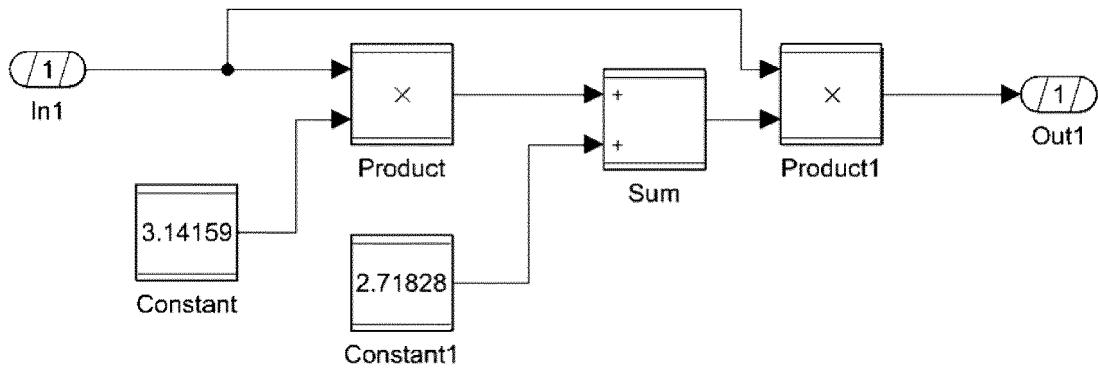 1
In1
×
Product
3.14159
Constant
2.71828
Constant1
+
+
Sum
×
Product1
1
Out1